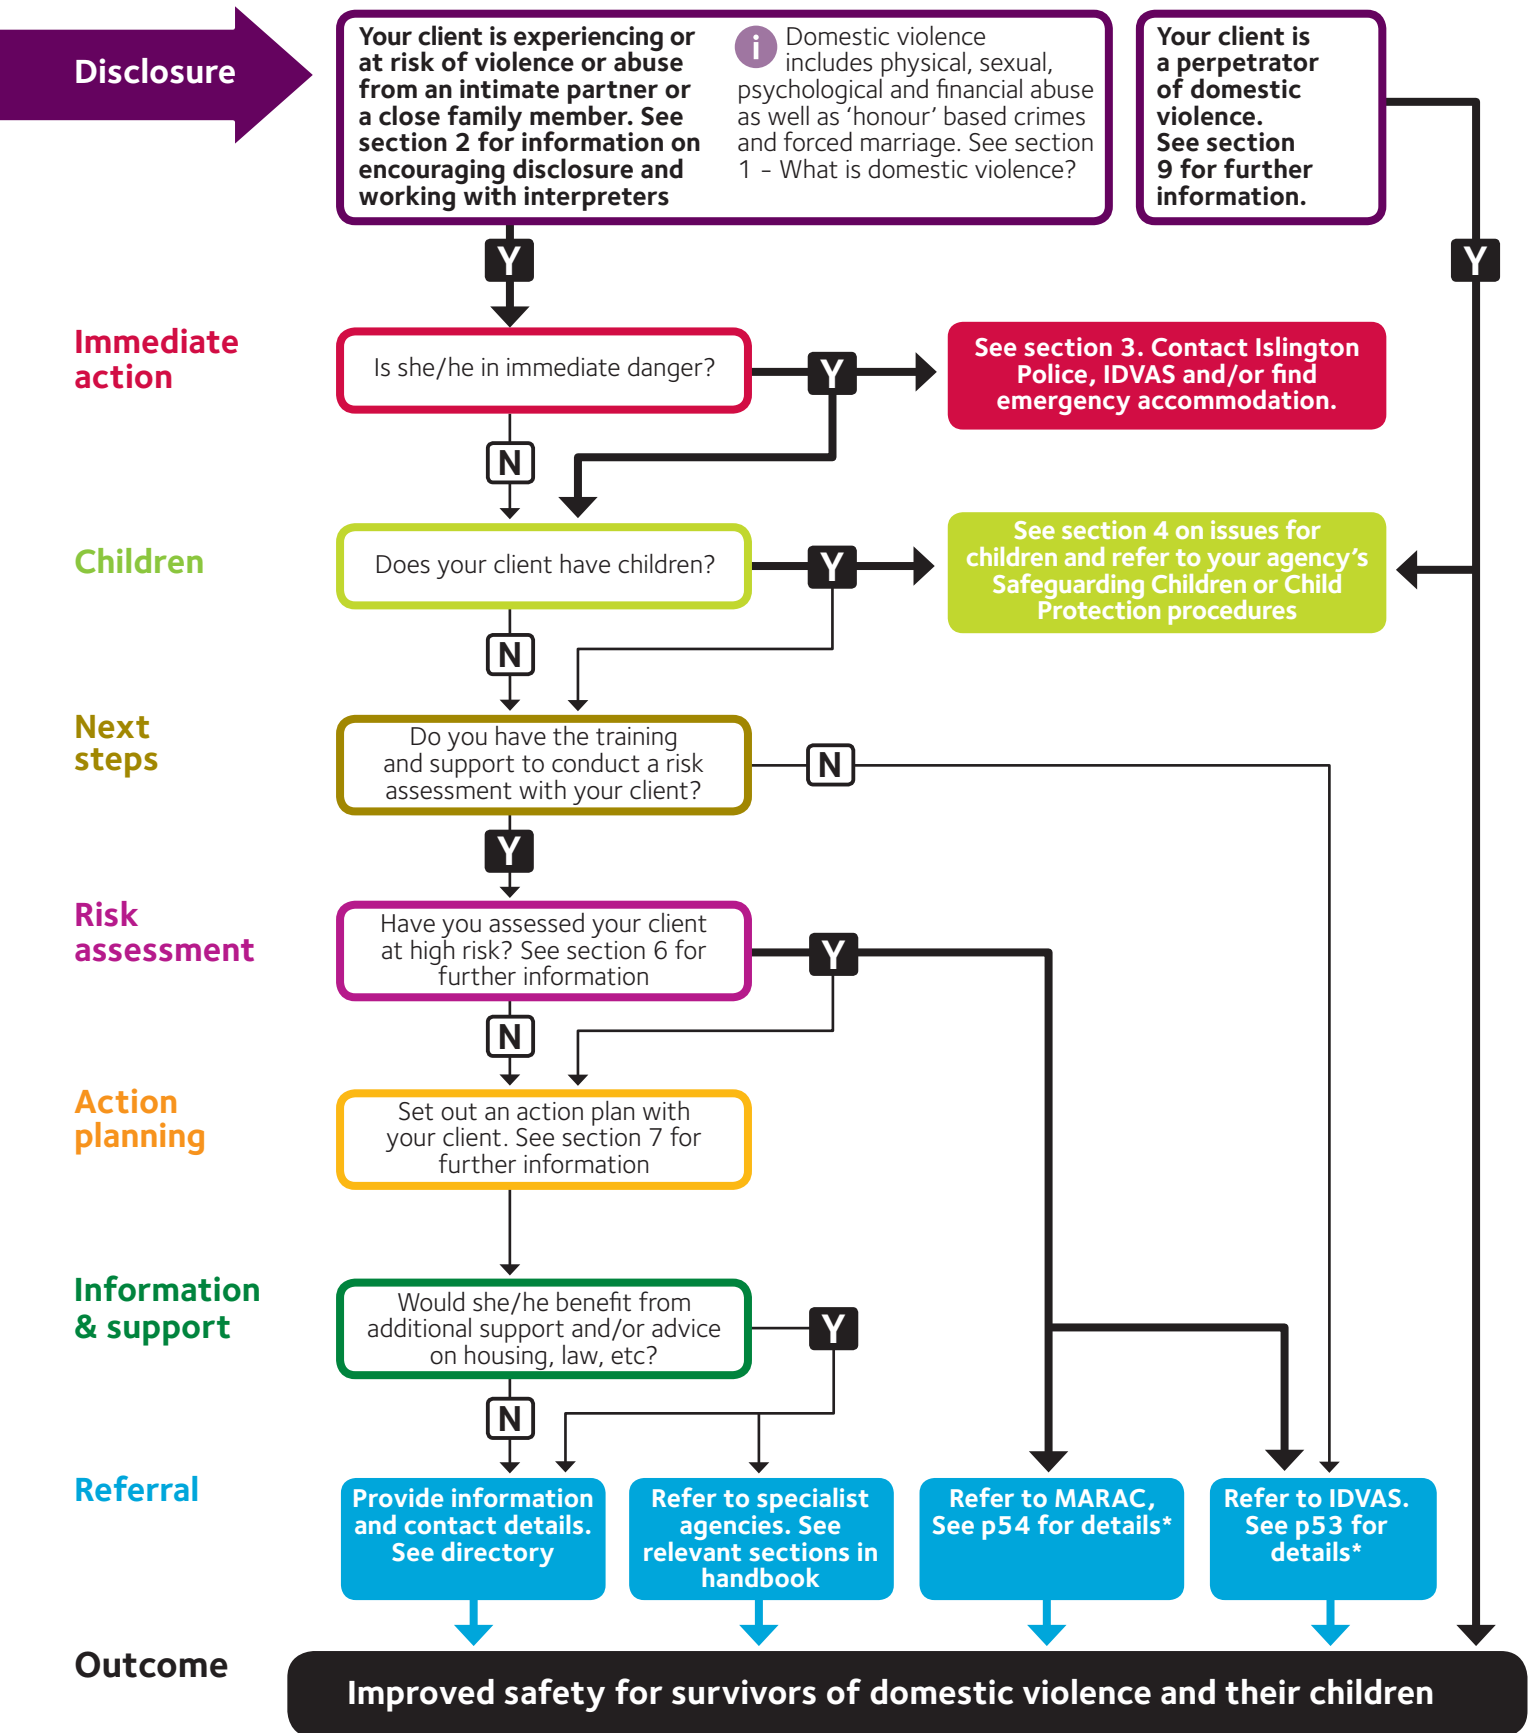 Disclosure
Your client is experiencing or
at risk of violence or abuse
from an intimate partner or
a close family member. See
section 2 for information on
encouraging disclosure and
working with interpreters
i
Domestic violence
includes physical, sexual,
psychological and financial abuse
as well as ‘honour’ based crimes
and forced marriage. See section
1 - What is domestic violence?
Your client is
a perpetrator
of domestic
violence.
See section
9 for further
information.
Y
Y
Immediate
action
Is she/he in immediate danger?
Y
See section 3. Contact Islington
Police, IDVAS and/or find
emergency accommodation.
N
Children
Does your client have children?
Y
See section 4 on issues for
children and refer to your agency’s
Safeguarding Children or Child
Protection procedures
N
Next
steps
Do you have the training
and support to conduct a risk
assessment with your client?
N
Y
Risk
assessment
Have you assessed your client
at high risk? See section 6 for
further information
Y
N
Action
planning
Set out an action plan with
your client. See section 7 for
further information
Information
& support
Would she/he benefit from
additional support and/or advice
on housing, law, etc?
Y
N
Referral
Provide information
and contact details.
See directory
Refer to specialist
agencies. See
relevant sections in
handbook
Refer to MARAC,
See p54 for details*
Refer to IDVAS.
See p53 for
details*
Outcome
Improved safety for survivors of domestic violence and their children